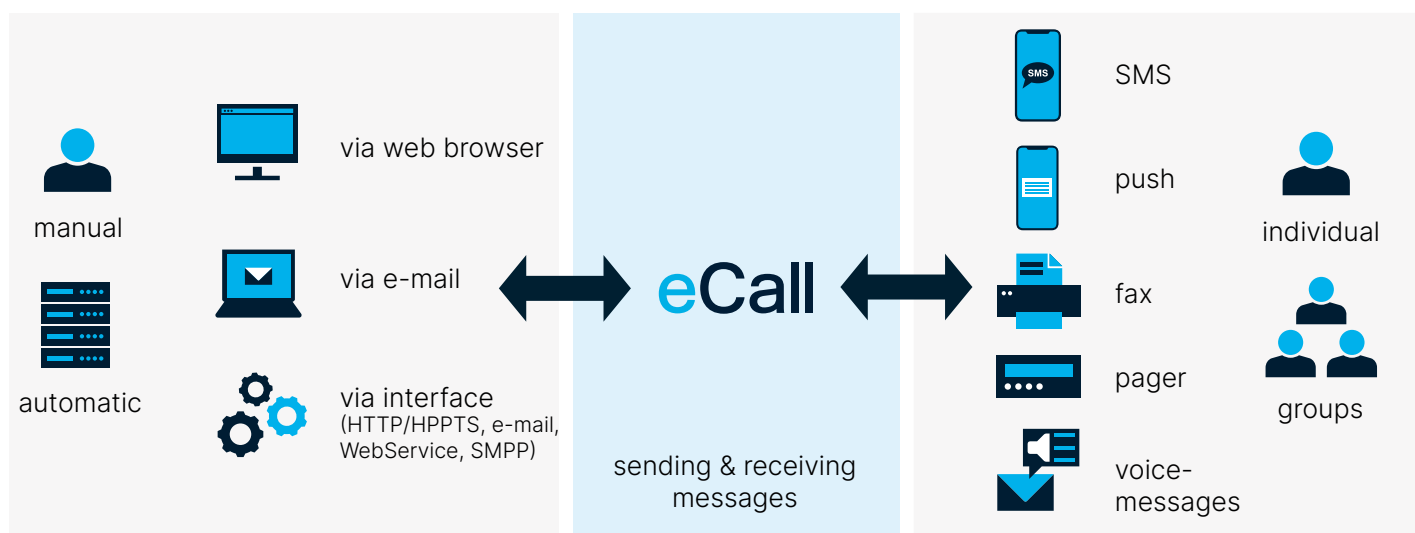 manual
automatic
via web browser
via e-mail
via interface
(HTTP/HPPTS, e-mail,
WebService, SMPP)
eCall
sending & receiving
messages
SMS
SMS
push
fax
pager
voice-
messages
individual
groups